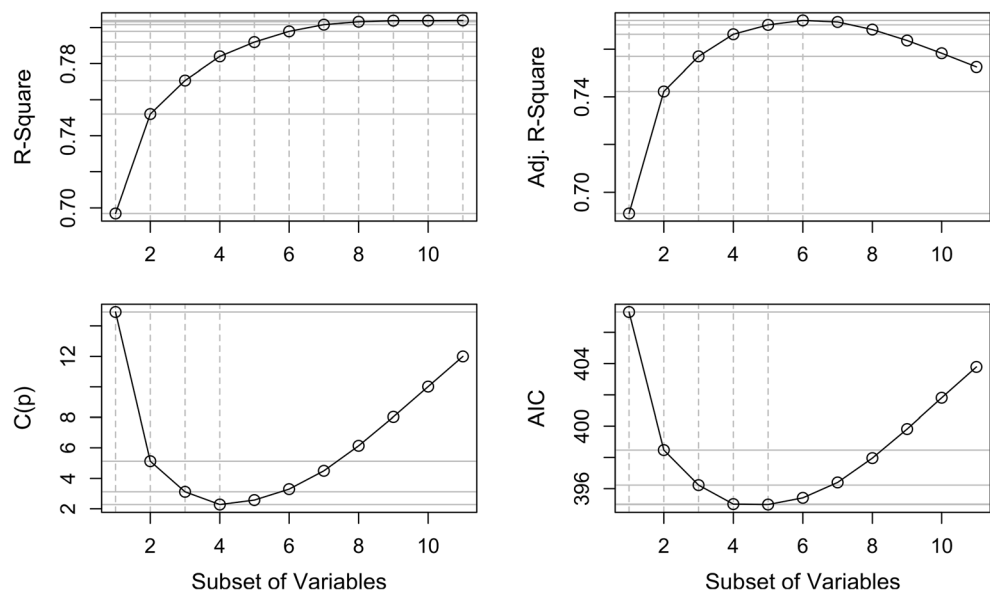 R-Square
0.70 0.74 0.78
2 4 6 8 10
Adj. R-Square
0.70 0.74
2 4 6 8 10
C(p)
2 4 6 8 12
2 4 6 8 10
Subset of Variables
AIC
396 400 404
2 4 6 8 10
Subset of Variables